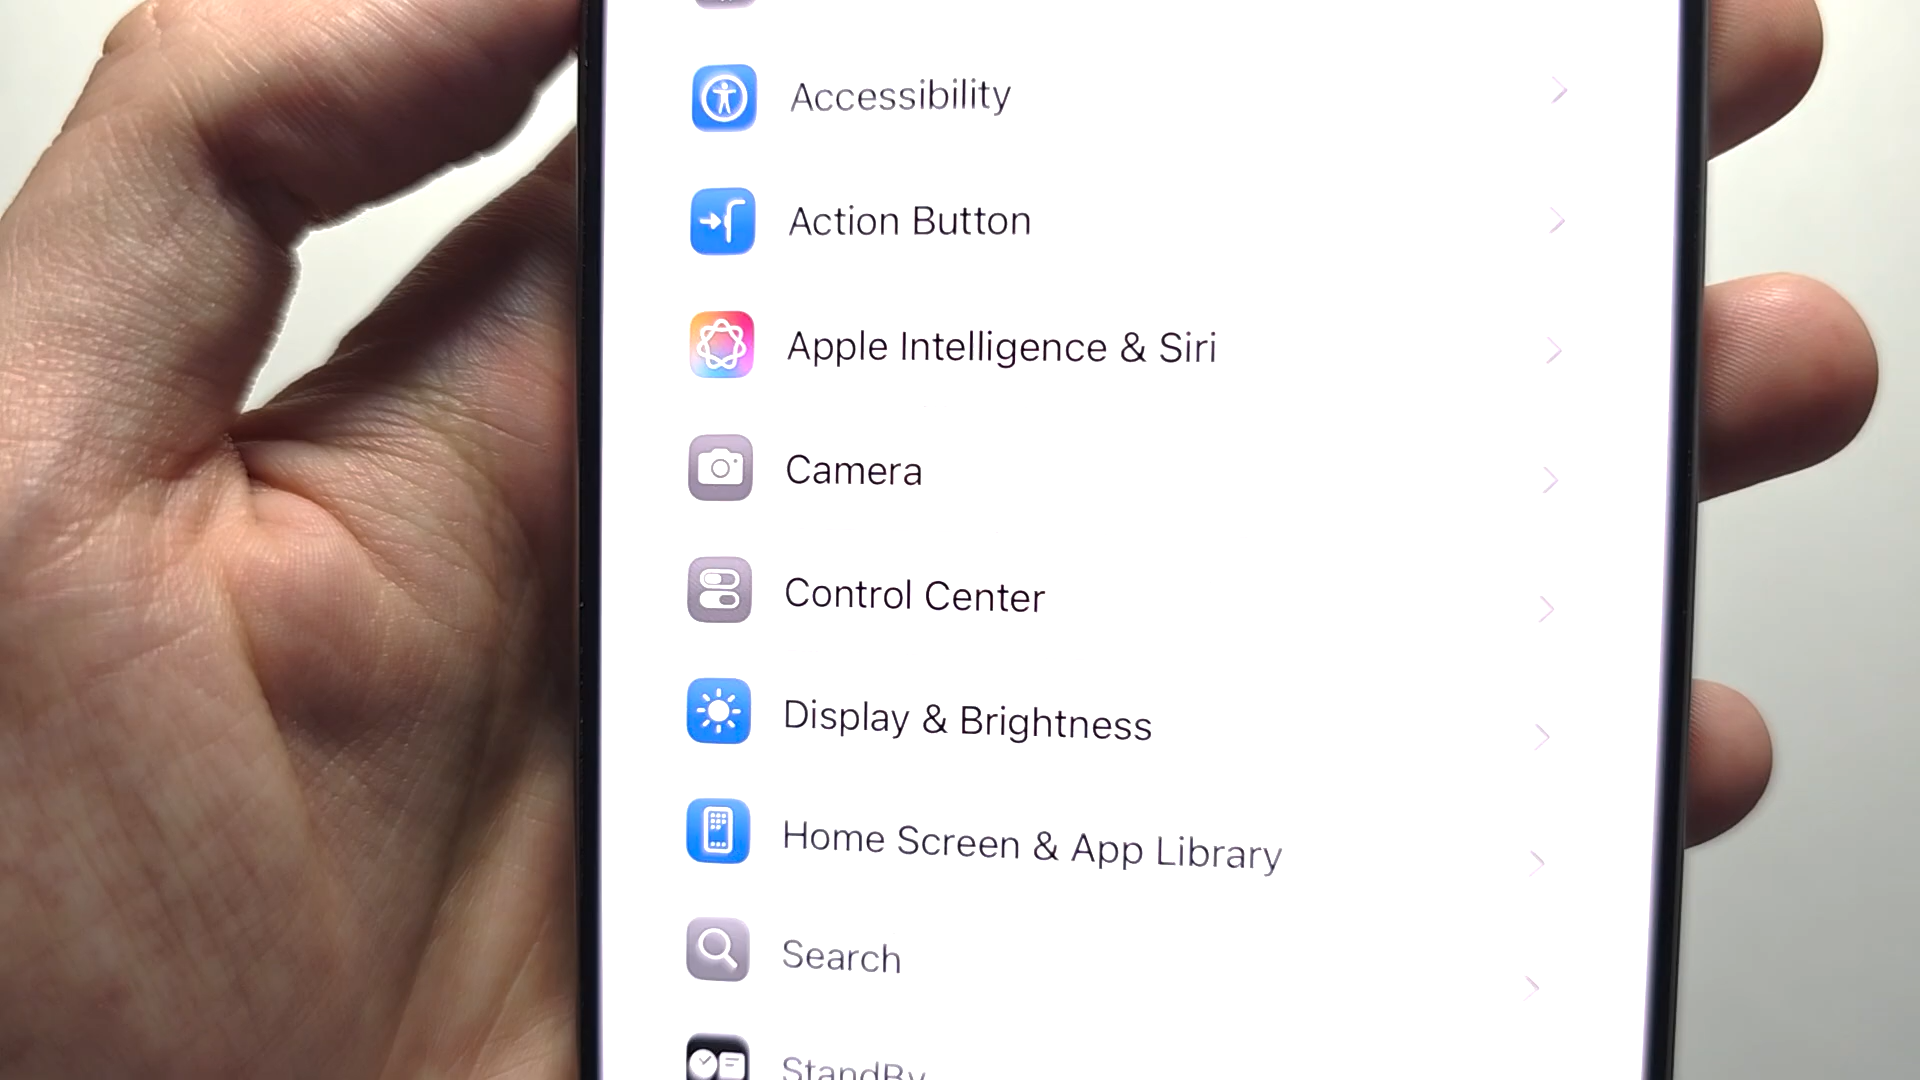 Accessibility
Action Button
Apple Intelligence & Siri
Camera
Control Center
Display & Brightness
Home Screen & App Library
Search
StandBy